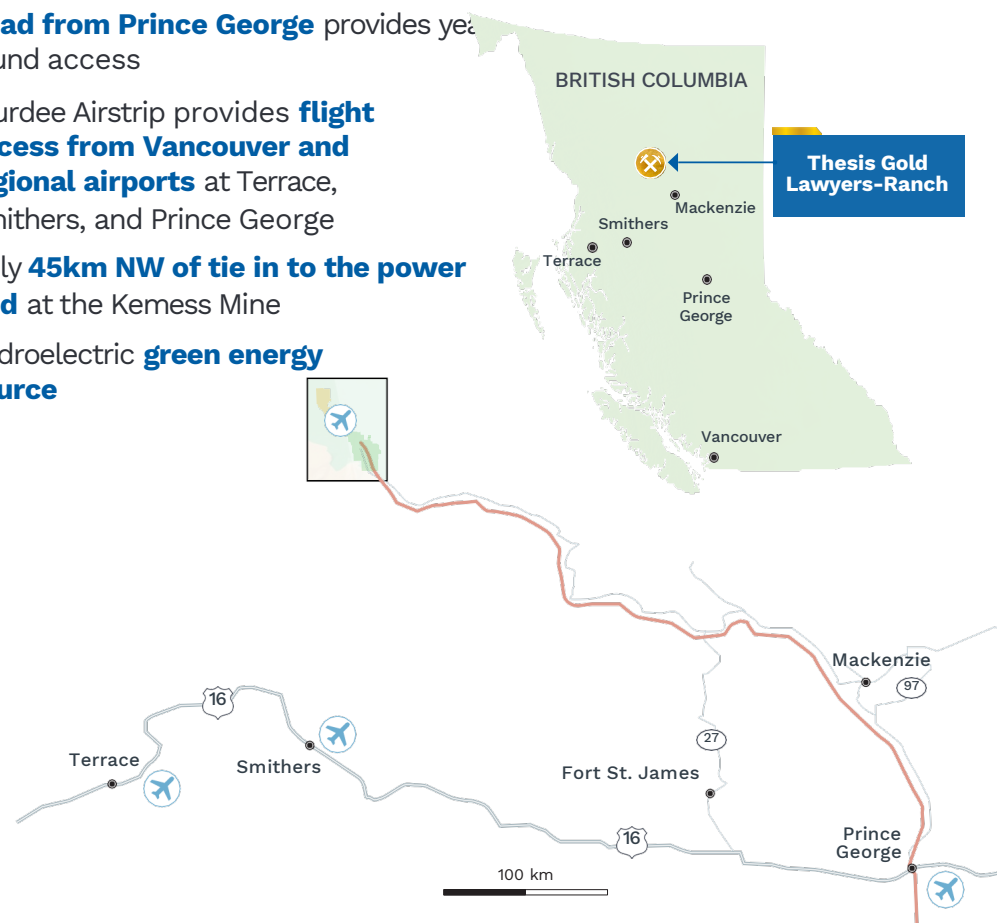 ad from Prince George provides yea
und access
urdee Airstrip provides flight
cess from Vancouver and
gional airports at Terrace,
mithers, and Prince George
ly 45km NW of tie in to the power
d at the Kemess Mine
droelectric green energy
urce
BRITISH COLUMBIA
Thesis Gold
Lawyers-Ranch
Mackenzie
Smithers
Terrace
Prince
George
Vancouver
Mackenzie
97
16
27
Terrace
Smithers
Fort St. James
16
Prince
George
100 km